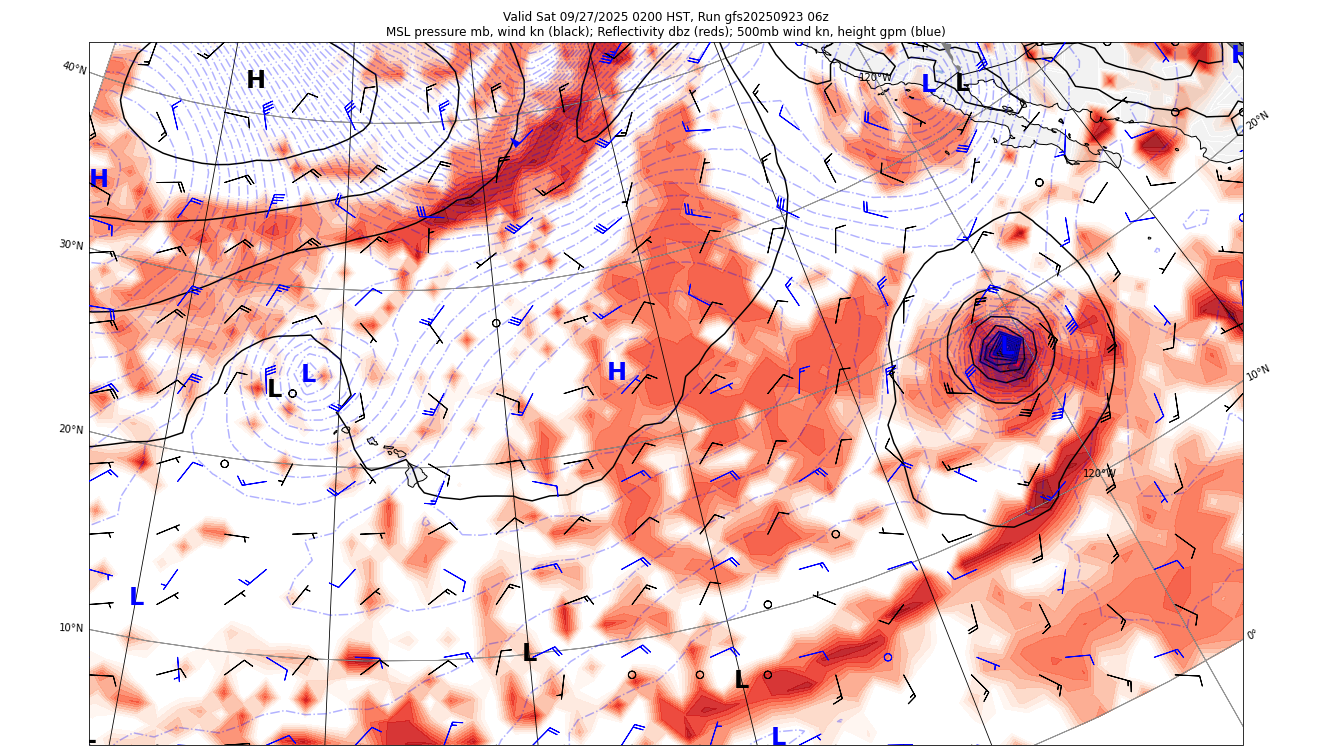 Valid Sat 09/27/2025 0200 HST, Run gfs20250923 06z
MSL pressure mb, wind kn (black); Reflectivity dbz (reds); 500mb wind kn, height gpm (blue)
40°N
H
120°W
L
L
H
20°N
H
30°N
L
L
H
10°N
20°N
120°W
L
10°N
0°
L
L
L